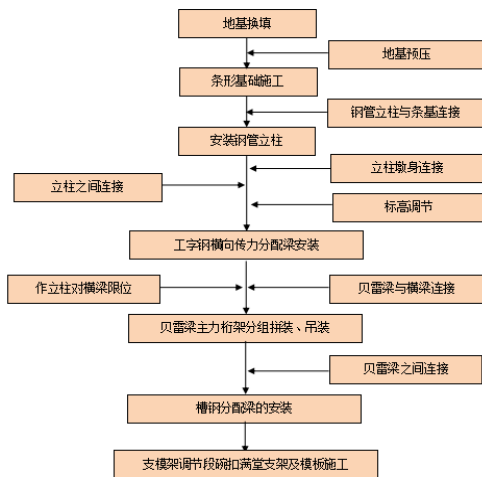 地基换填
地基预压
条形基础施工
钢管立柱与条基连接
安装钢管立柱
立柱墩身连接
立柱之间连接
标高调节
工字钢横向传力分配梁安装
作立柱对横梁限位
贝雷梁与横梁连接
贝雷梁主力桁架分组拼装、吊装
贝雷梁之间连接
槽钢分配梁的安装
支模架调节段碗扣满堂支架及模板施工